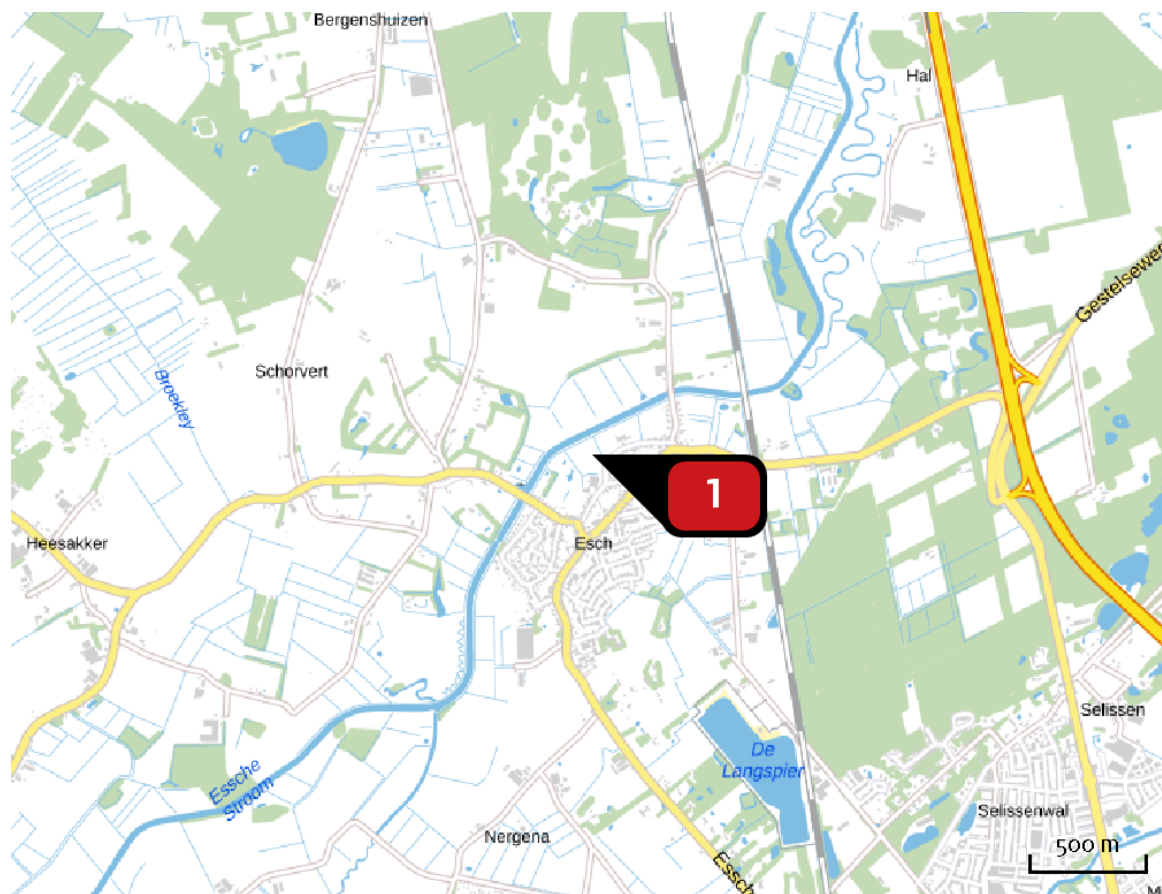 Bergenshuizen
Hal
Gestelseweg
Schorvert
Broekley
1
Heesakker
Esch
Selissen
De
Langspier
Essche
Stroom
Selissenwal
Nergena
500 m
Essch